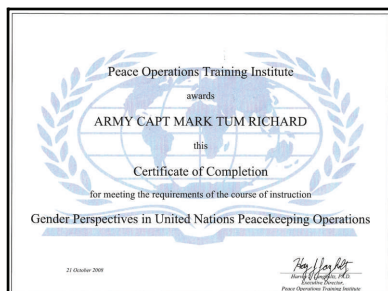 Peace Operations Training Institute
awards
ARMY CAPT MARK TUM RICHARD
this
Certificate of Completion
for meeting the requirements of the course of instruction
Gender Perspectives in United Nations Peacekeeping Operations
21 October 2008
Ph.D.
Executive Director,
Peace Operations Training Institute